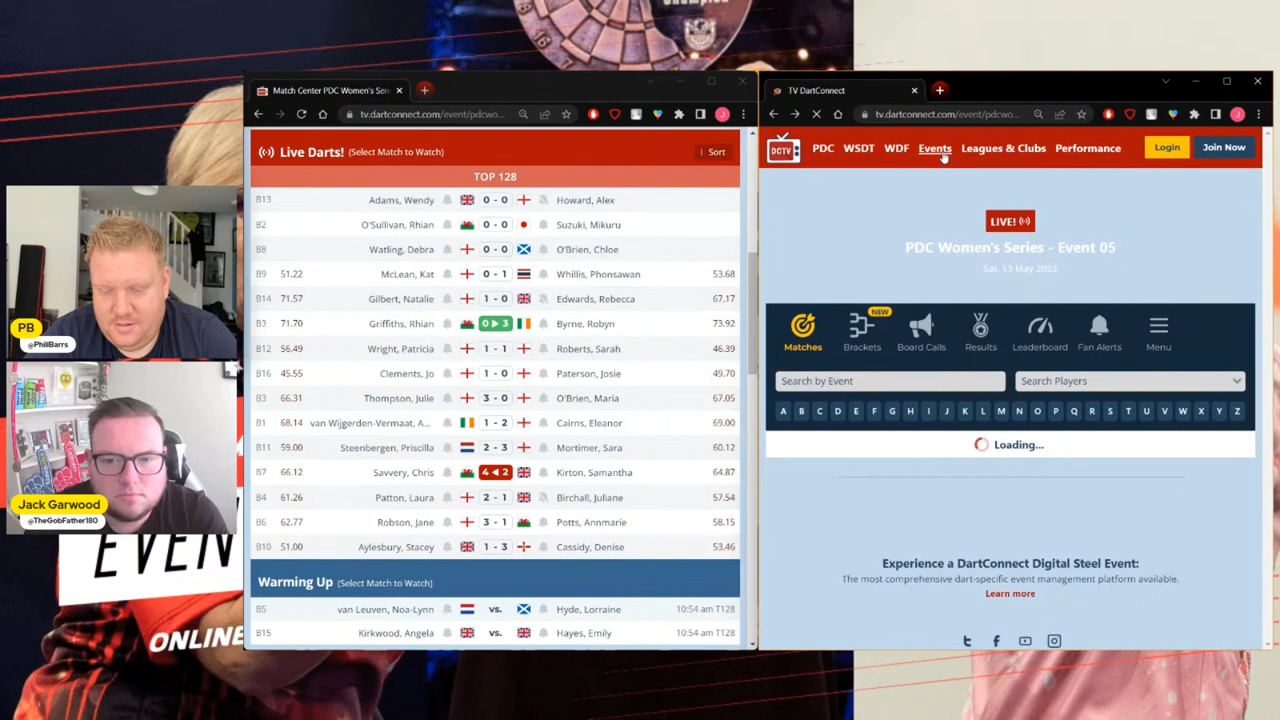 Match Center PDC Women's Seri
tv.dartconnect.com/event/pdcwo...
J
TV DartConnect
tv.dartconnect.com/event/pdcwo...
J
Live Darts! (Select Match to Watch)
Sort
TOP 128
B13 Adams, Wendy 0 - 0 Howard, Alex
B2 O'Sullivan, Rhian 0 - 0 Suzuki, Mikuru
B8 Watling, Debra 0 - 0 O'Brien, Chloe
B9 51.22 McLean, Kat 0 - 1 Whillis, Phonsawan 53.68
B14 71.57 Gilbert, Natalie 1 - 0 Edwards, Rebecca 67.17
B3 71.70 Griffiths, Rhian 0 ▶ 3 Byrne, Robyn 73.92
B12 56.49 Wright, Patricia 1 - 1 Roberts, Sarah 46.39
B16 45.55 Clements, Jo 1 - 0 Paterson, Josie 49.70
B3 66.31 Thompson, Julie 3 - 0 O'Brien, Maria 67.05
B1 68.14 van Wijgerden-Vermaat, A... 1 - 2 Cairns, Eleanor 69.00
B11 59.00 Steenbergen, Priscilla 2 - 3 Mortimer, Sara 60.12
B7 66.12 Savvery, Chris 4 ◀ 2 Kirton, Samantha 64.87
B4 61.26 Patton, Laura 2 - 1 Birchall, Juliane 57.54
B6 62.77 Robson, Jane 3 - 1 Potts, Annmarie 58.15
B10 51.00 Aylesbury, Stacey 1 - 3 Cassidy, Denise 53.46
Warming Up (Select Match to Watch)
B5 van Leuven, Noa-Lynn vs. Hyde, Lorraine 10:54 am T128
B15 Kirkwood, Angela vs. Hayes, Emily 10:54 am T128
DCTV
PDC WSDT WDF Events Leagues & Clubs Performance Login Join Now
LIVE!
PDC Women's Series - Event 05
Sat. 13 May 2023
NEW
Matches Brackets Board Calls Results Leaderboard Fan Alerts Menu
Search by Event Search Players
A B C D E F G H I J K L M N O P Q R S T U V W X Y Z
Loading...
Experience a DartConnect Digital Steel Event:
The most comprehensive dart-specific event management platform available.
Learn more
PB
@PhillBarrs
Jack Garwood
@TheGobFather180
EVEN
ONLINE